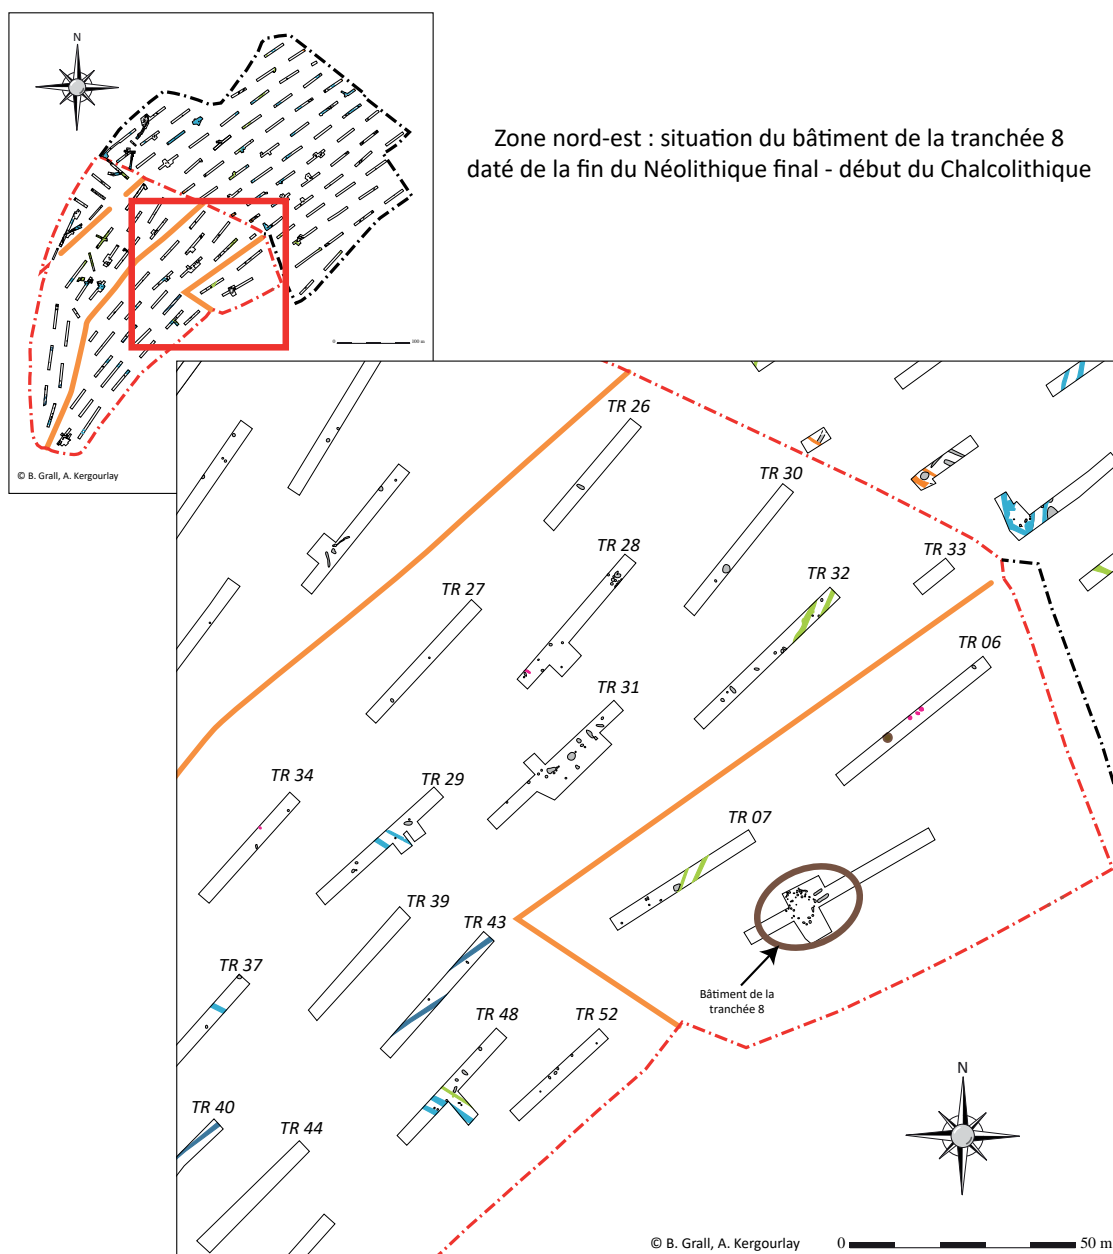 N
Zone nord-est : situation du bâtiment de la tranchée 8
daté de la fin du Néolithique final - début du Chalcolithique
0
100 m
© B. Grall, A. Kergourlay
TR 26
TR 30
TR 28
TR 33
TR 32
TR 27
TR 06
TR 31
TR 34
TR 29
TR 07
TR 39
TR 43
TR 37
Bâtiment de la
tranchée 8
TR 48
TR 52
TR 40
TR 44
N
© B. Grall, A. Kergourlay
0
50 m